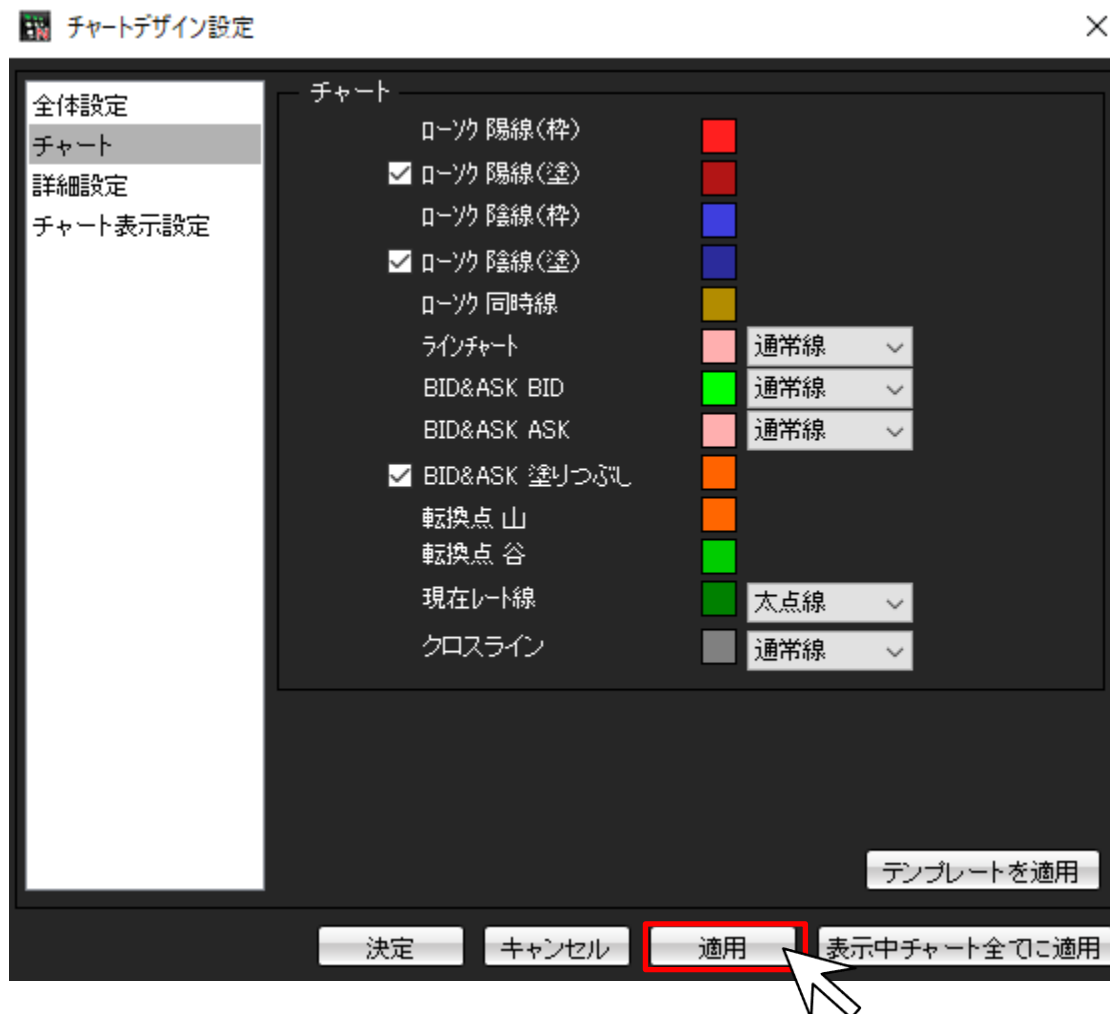 チャートデザイン設定
全体設定
チャート
詳細設定
チャート表示設定
チャート
ローソク 陽線(枠)
ローソク 陽線(塗)
ローソク 陰線(枠)
ローソク 陰線(塗)
ローソク 同時線
ラインチャート 通常線
BID&ASK BID 通常線
BID&ASK ASK 通常線
BID&ASK 塗りつぶし
転換点 山
転換点 谷
現在レート線 太点線
クロスライン 通常線
テンプレートを適用
決定 キャンセル 適用 表示中チャート全てに適用